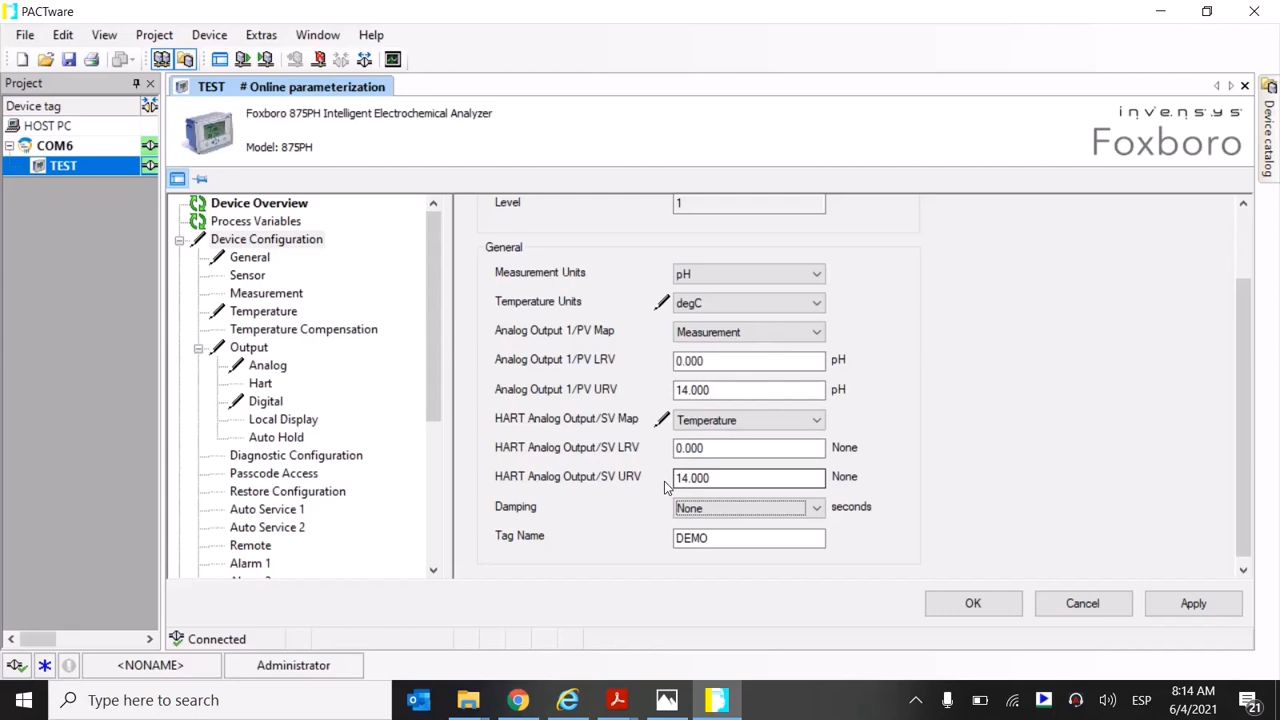 PACTware
File Edit View Project Device Extras Window Help
Project
Device tag
HOST PC
COM6
TEST
TEST # Online parameterization
Foxboro 875PH Intelligent Electrochemical Analyzer
Model: 875PH
invensys
Foxboro
Device catalog
Device Overview
Process Variables
Device Configuration
General
Sensor
Measurement
Temperature
Temperature Compensation
Output
Analog
Hart
Digital
Local Display
Auto Hold
Diagnostic Configuration
Passcode Access
Restore Configuration
Auto Service 1
Auto Service 2
Remote
Alarm 1
Level 1
General
Measurement Units pH
Temperature Units degC
Analog Output 1/PV Map Measurement
Analog Output 1/PV LRV 0.000 pH
Analog Output 1/PV URV 14.000 pH
HART Analog Output/SV Map Temperature
HART Analog Output/SV LRV 0.000 None
HART Analog Output/SV URV 14.000 None
Damping None seconds
Tag Name DEMO
OK Cancel Apply
Connected
<NONAME> Administrator
Type here to search
ESP
8:14 AM
6/4/2021
21